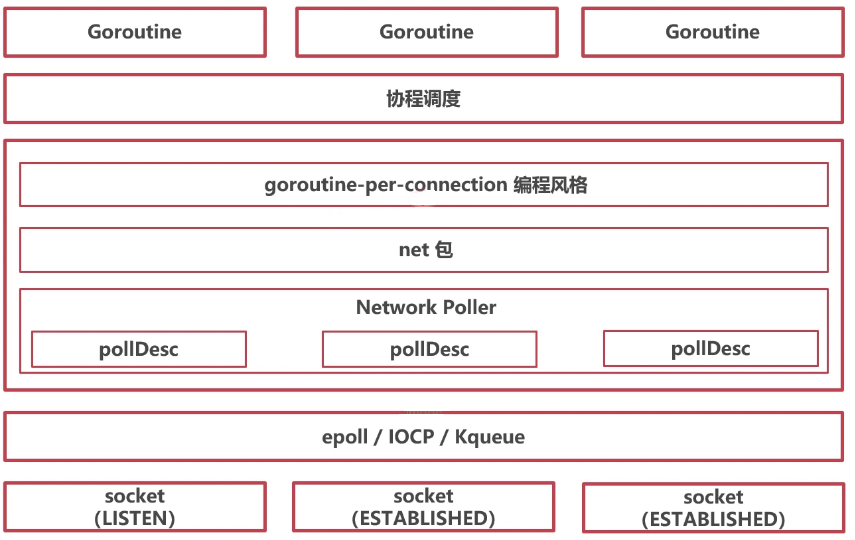 Goroutine Goroutine Goroutine
协程调度
goroutine-per-connection 编程风格
net 包
Network Poller
pollDesc pollDesc pollDesc
epoll / IOCP / Kqueue
socket socket socket
(LISTEN) (ESTABLISHED) (ESTABLISHED)